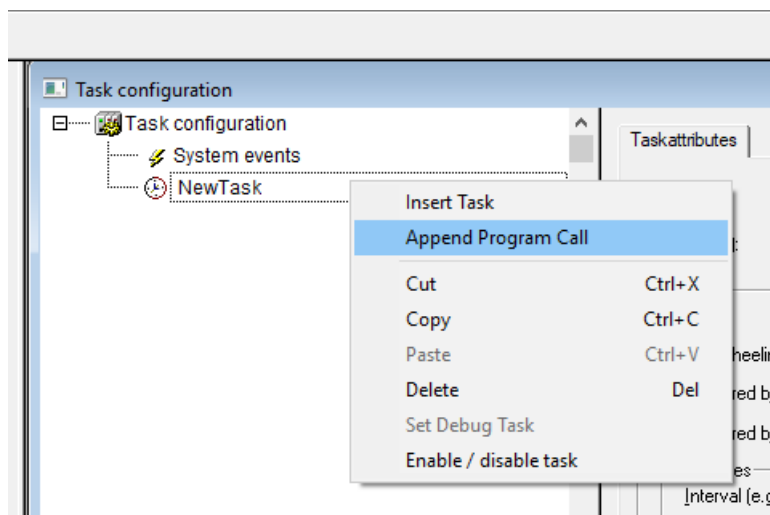 Task configuration
Task configuration
System events
NewTask
Taskattributes
Insert Task
Append Program Call
Cut Ctrl+X
Copy Ctrl+C
Paste Ctrl+V
Delete Del
Set Debug Task
Enable / disable task
Interval (e.g